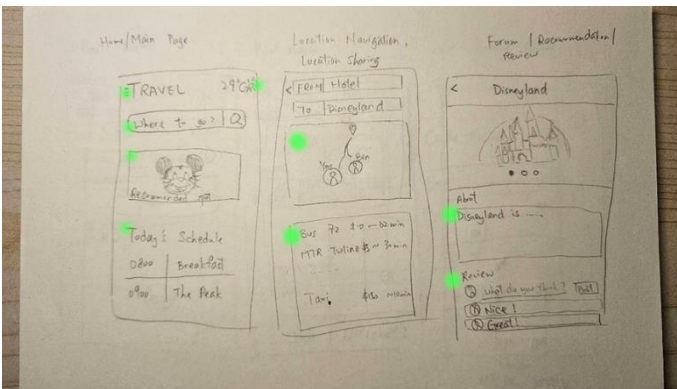 Home/Main Page
TRAVEL
Where to go?
Recommended
Today's Schedule
0800 Breakfast
0900 The Peak
Location Navigation,
Location Sharing
< FROM Hotel
TO Disneyland
You
Ben
Bus 72
MTR
Taxi
Forum / Recommendation /
Review
< Disneyland
About
Disneyland is ......
Review
What do you think? Post
Nice!
Great!